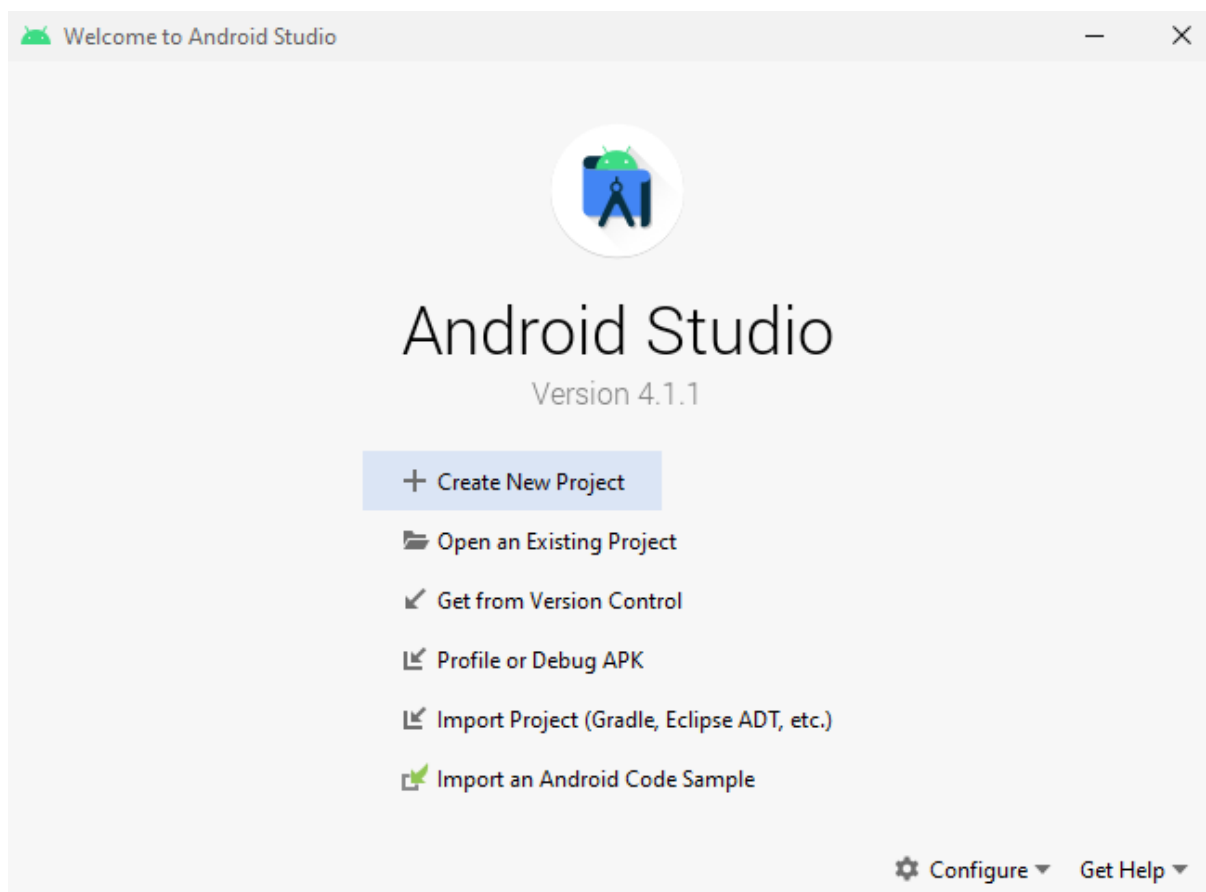 Welcome to Android Studio
Android Studio
Version 4.1.1
Create New Project
Open an Existing Project
Get from Version Control
Profile or Debug APK
Import Project (Gradle, Eclipse ADT, etc.)
Import an Android Code Sample
Configure Get Help